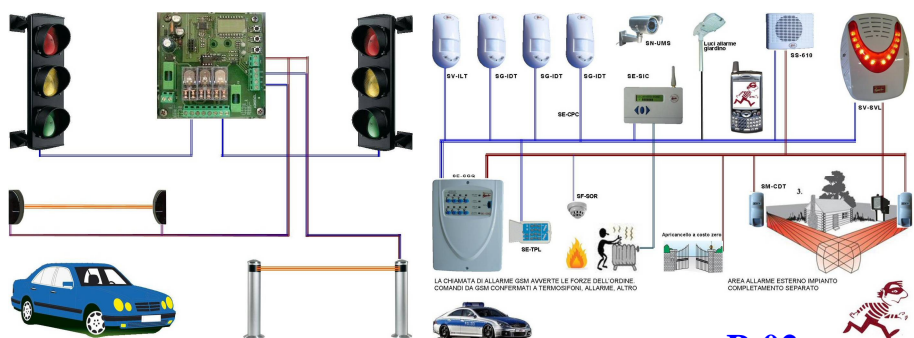 SN-UMS
Luci allarme
giardino
SS-610
SV-ILT
SG-IDT
SG-IDT
SG-IDT
SE-SIC
SV-SVL
SE-CPC
SM-CDT
3.
SF-SOR
SE-TPL
Apricancello a costo zero
LA CHIAMATA DI ALLARME GSM AVVERTE LE FORZE DELL'ORDINE.
COMANDI DA GSM CONFERMATI A TERMOSIFONI, ALLARME, ALTRO
AREA ALLARME ESTERNO IMPIANTO
COMPLETAMENTO SEPARATO